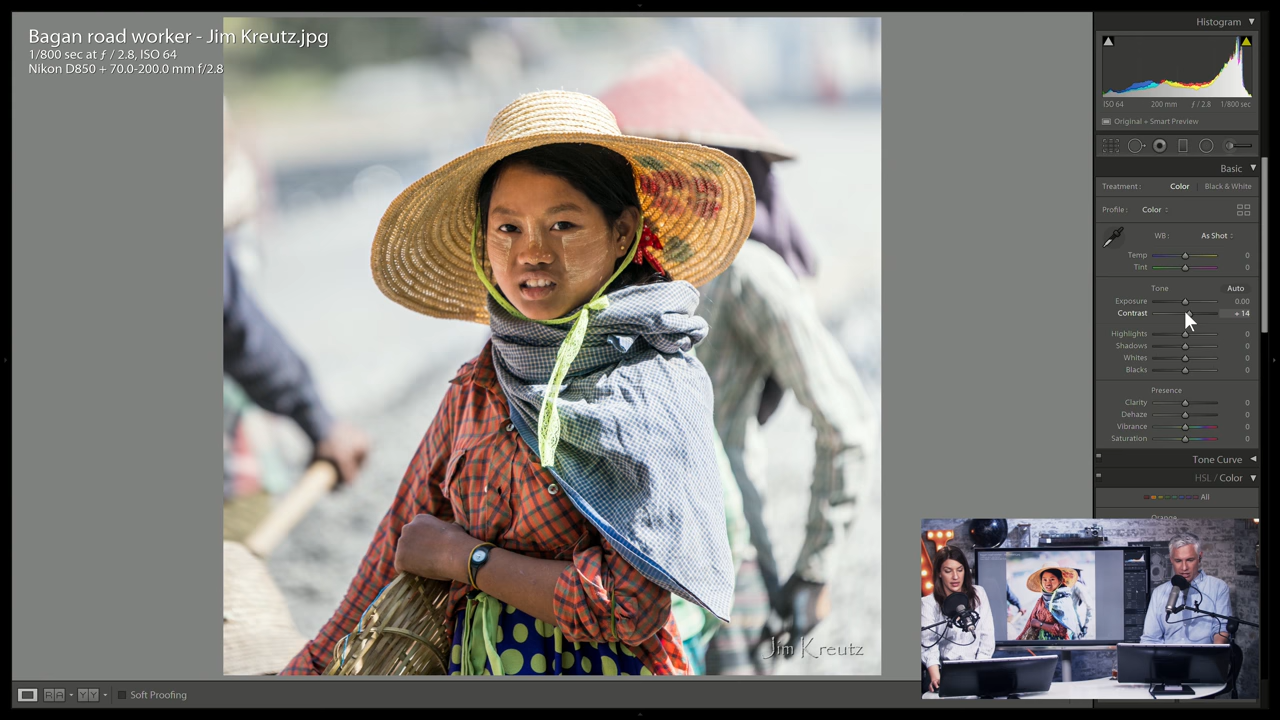 Bagan road worker - Jim Kreutz.jpg
1/800 sec at ƒ / 2.8, ISO 64
Nikon D850 + 70.0-200.0 mm f/2.8
Jim Kreutz
Soft Proofing
Histogram
ISO 64 200 mm ƒ / 2.8 1/800 sec
Original + Smart Preview
Basic
Treatment : Color Black & White
Profile : Color
WB : As Shot
Temp 0
Tint 0
Tone Auto
Exposure 0.00
Contrast + 14
Highlights 0
Shadows 0
Whites 0
Blacks 0
Presence
Clarity 0
Dehaze 0
Vibrance 0
Saturation 0
Tone Curve
HSL / Color
All
Orange